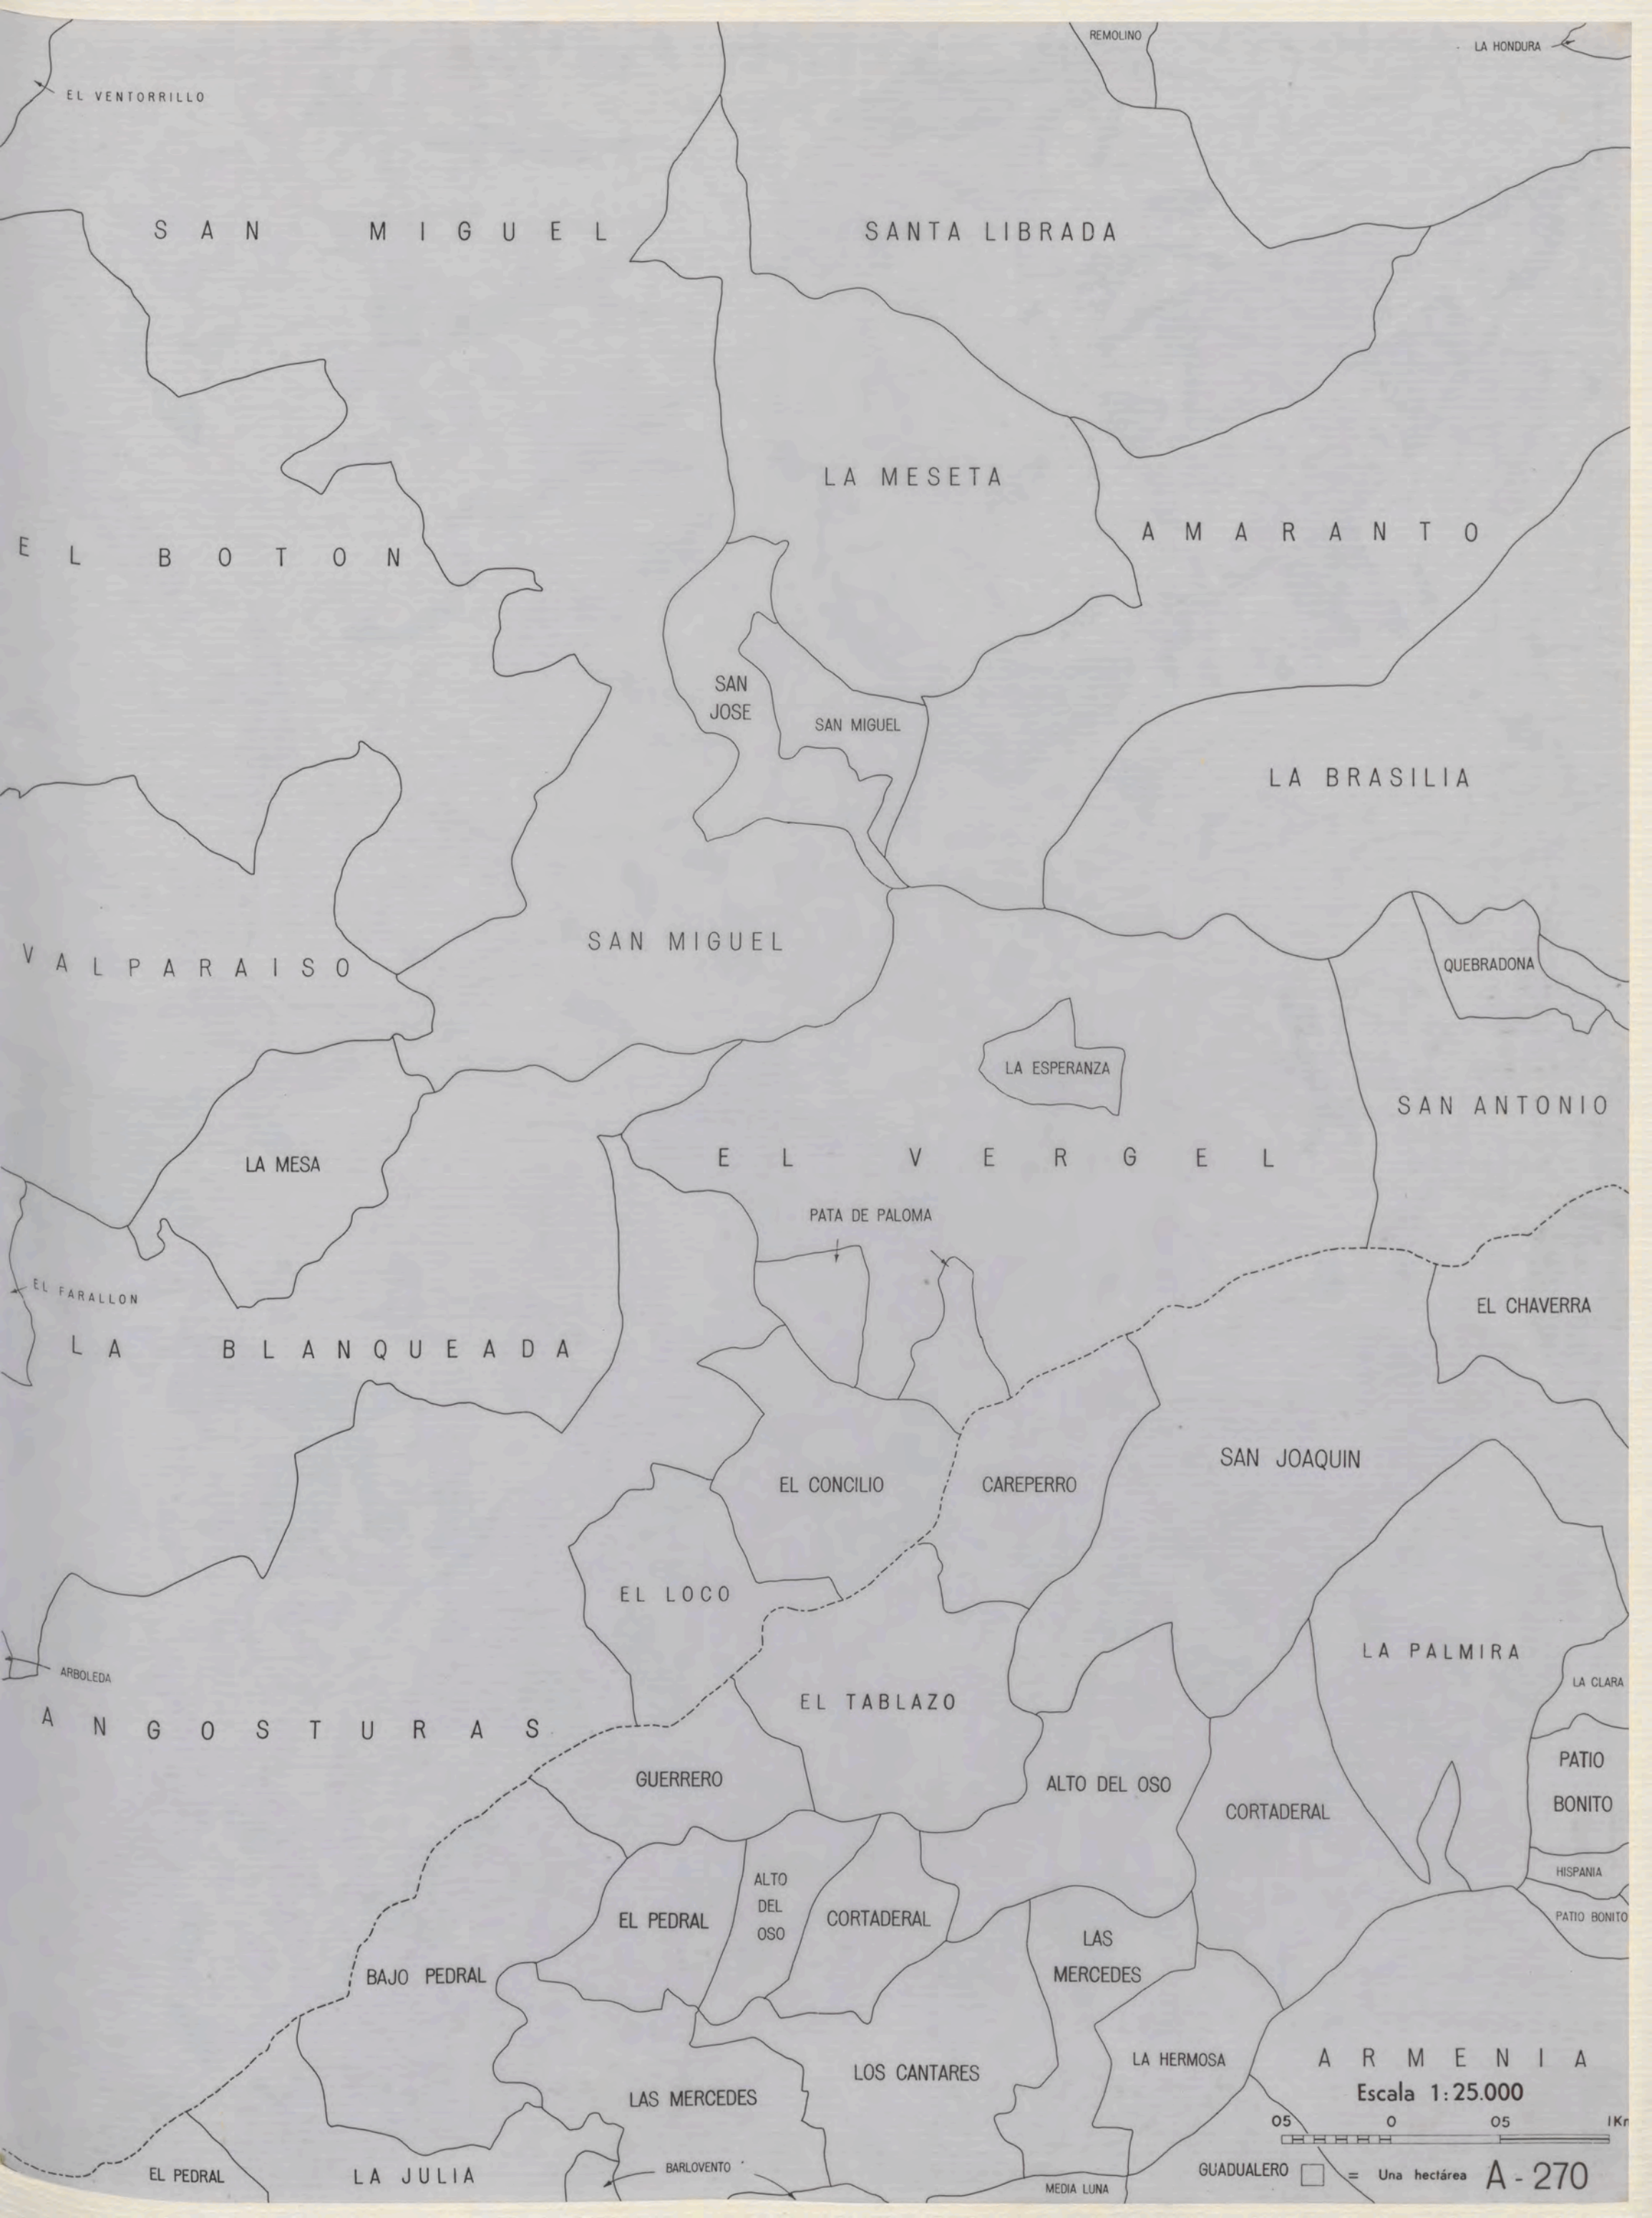 REMOLINO
LA HONDURA
EL VENTORRILLO
SAN MIGUEL
SANTA LIBRADA
LA MESETA
AMARANTO
EL BOTON
SAN
JOSE
SAN MIGUEL
LA BRASILIA
SAN MIGUEL
VALPARAISO
QUEBRADONA
LA ESPERANZA
SAN ANTONIO
LA MESA
EL VERGEL
PATA DE PALOMA
EL FARALLON
EL CHAVERRA
LA BLANQUEADA
SAN JOAQUIN
EL CONCILIO
CAREPERRO
EL LOCO
LA PALMIRA
ARBOLEDA
LA CLARA
EL TABLAZO
ANGOSTURAS
PATIO
BONITO
GUERRERO
ALTO DEL OSO
CORTADERAL
HISPANIA
ALTO
DEL
OSO
EL PEDRAL
CORTADERAL
PATIO BONITO
LAS
MERCEDES
BAJO PEDRAL
LA HERMOSA
ARMENIA
LOS CANTARES
LAS MERCEDES
Escala 1:25.000
05 0 05 1Kr
EL PEDRAL
LA JULIA
BARLOVENTO
MEDIA LUNA
GUADUALERO
= Una hectárea
A-270